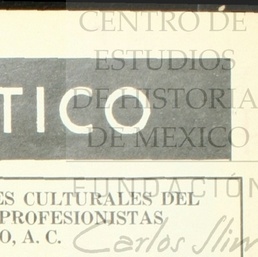 CENTRO DE
ESTUDIOS
DE HISTORIA
DE MEXICO
TICO
FUNDACIÓN
ES CULTURALES DEL
PROFESIONISTAS
O, A. C.
Carlos Slim